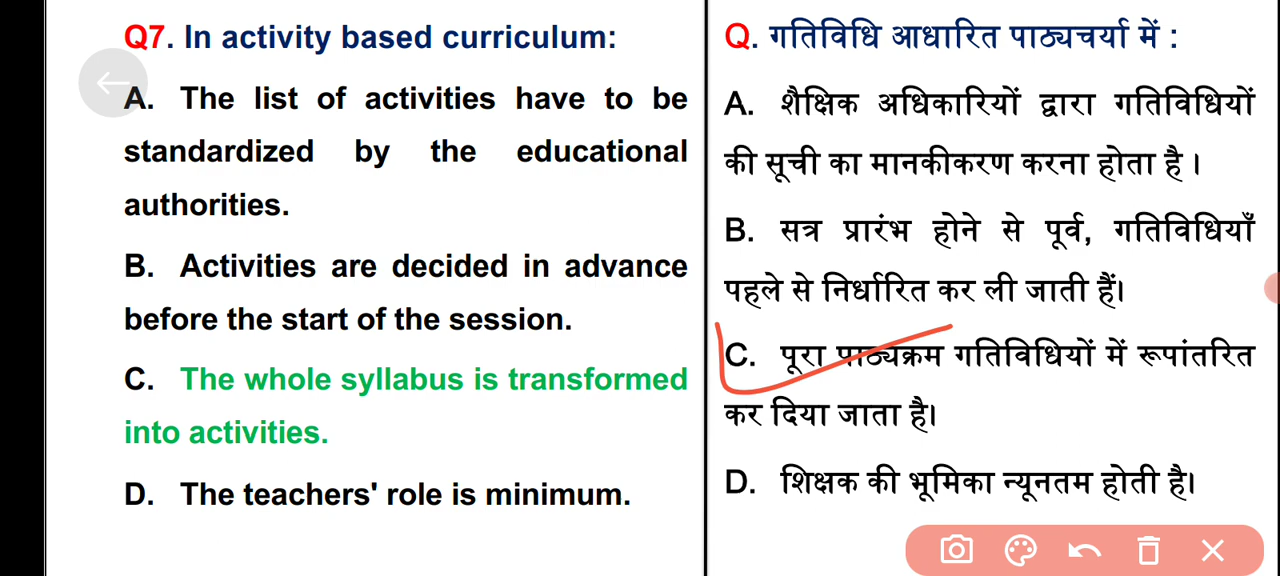 Q7. In activity based curriculum:
A. The list of activities have to be
standardized by the educational
authorities.
B. Activities are decided in advance
before the start of the session.
C. The whole syllabus is transformed
into activities.
D. The teachers' role is minimum.
Q. गतिविधि आधारित पाठ्यचर्या में :
A. शैक्षिक अधिकारियों द्वारा गतिविधियों
की सूची का मानकीकरण करना होता है ।
B. सत्र प्रारंभ होने से पूर्व, गतिविधियाँ
पहले से निर्धारित कर ली जाती हैं।
C. पूरा पाठ्यक्रम गतिविधियों में रूपांतरित
कर दिया जाता है।
D. शिक्षक की भूमिका न्यूनतम होती है।